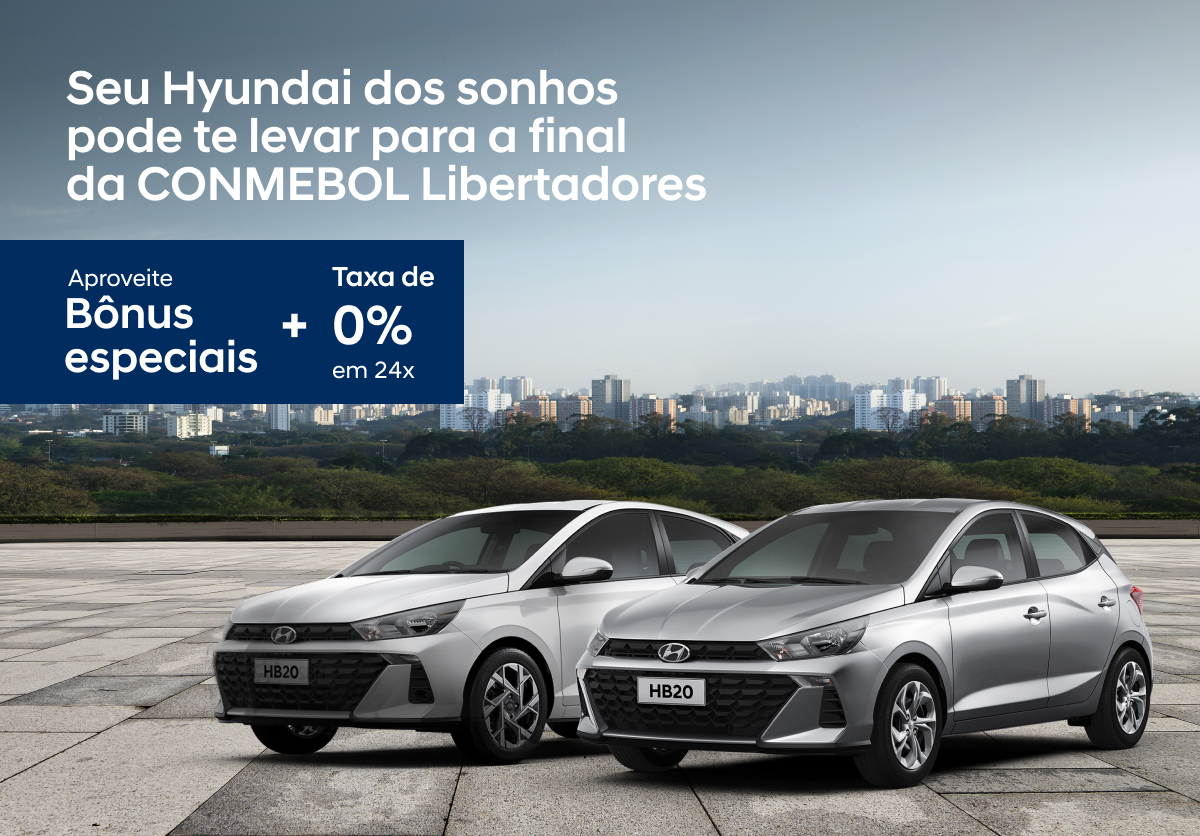 Seu Hyundai dos sonhos
pode te levar para a final
da CONMEBOL Libertadores
Aproveite
Bônus
especiais
+
Taxa de
0%
em 24x
HB20
HB20